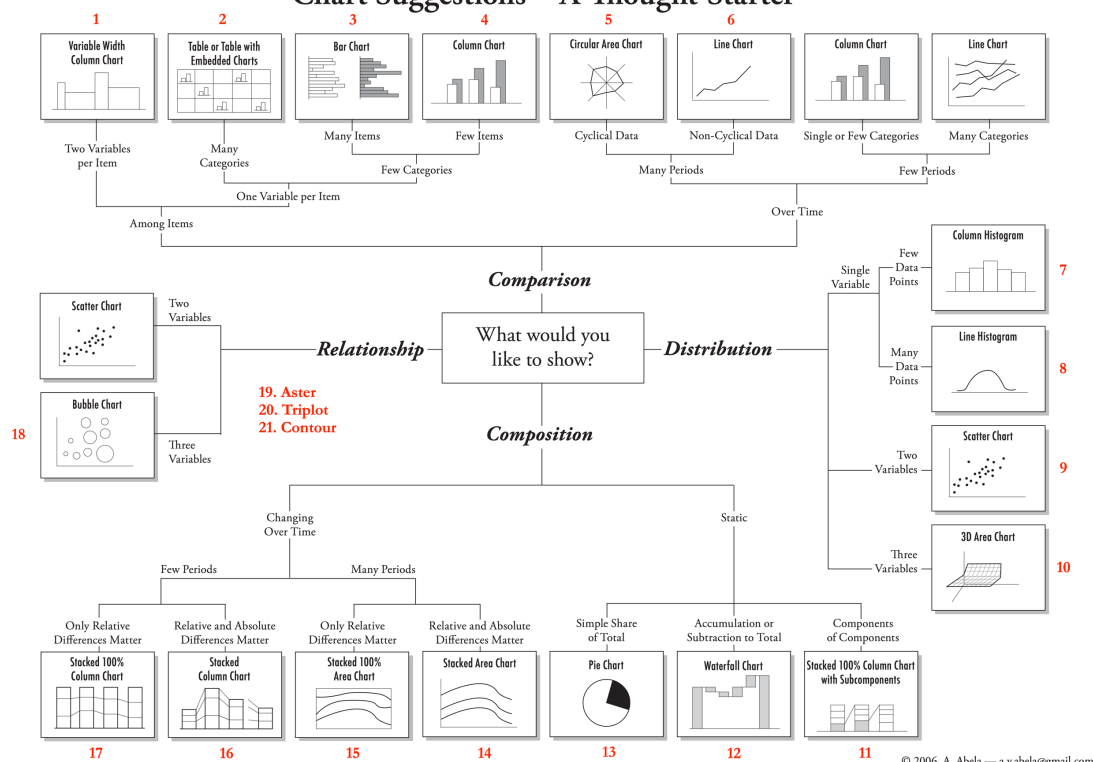 Chart Suggestions—A Thought-Starter
1
2
3
4
5
6
Variable Width
Column Chart
Table or Table with
Embedded Charts
Bar Chart
Column Chart
Circular Area Chart
Line Chart
Column Chart
Line Chart
Two Variables
per Item
Many
Categories
Many Items
Few Items
Cyclical Data
Non-Cyclical Data
Single or Few Categories
Many Categories
Few Categories
Many Periods
Few Periods
One Variable per Item
Among Items
Over Time
Comparison
What would you
like to show?
Relationship
Distribution
Composition
Scatter Chart
Two
Variables
Bubble Chart
Three
Variables
18
19. Aster
20. Triplot
21. Contour
Single
Variable
Few
Data
Points
Column Histogram
7
Many
Data
Points
Line Histogram
8
Two
Variables
Scatter Chart
9
Three
Variables
3D Area Chart
10
Changing
Over Time
Static
Few Periods
Many Periods
Only Relative
Differences Matter
Relative and Absolute
Differences Matter
Only Relative
Differences Matter
Relative and Absolute
Differences Matter
Simple Share
of Total
Accumulation or
Subtraction to Total
Components
of Components
Stacked 100%
Column Chart
Stacked
Column Chart
Stacked 100%
Area Chart
Stacked Area Chart
Pie Chart
Waterfall Chart
Stacked 100% Column Chart
with Subcomponents
17
16
15
14
13
12
11
© 2006 A. Abela — a.v.abela@gmail.com